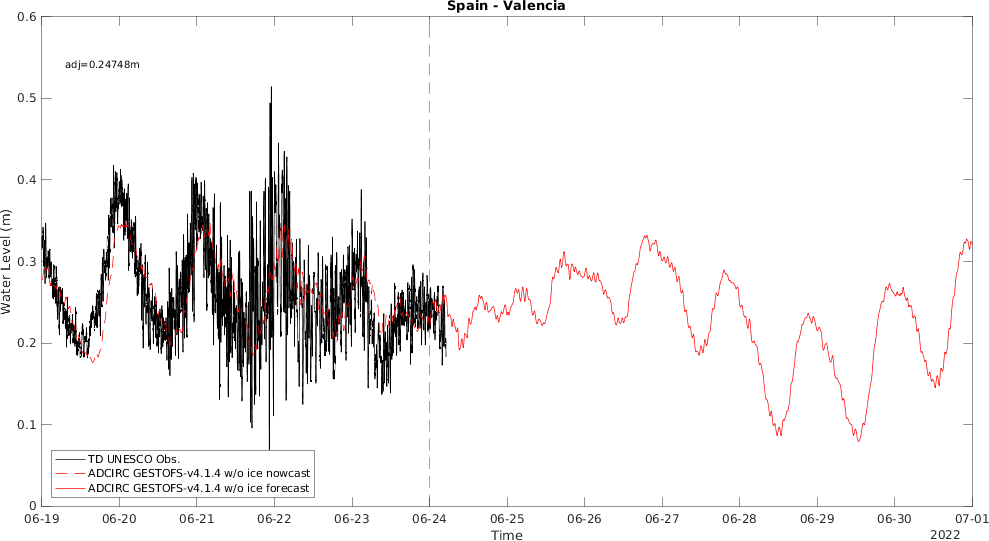 Spain - Valencia
adj=0.24748m
Water Level (m)
0.6
0.5
0.4
0.3
0.2
0.1
0
TD UNESCO Obs.
ADCIRC GESTOFS-v4.1.4 w/o ice nowcast
ADCIRC GESTOFS-v4.1.4 w/o ice forecast
06-19 06-20 06-21 06-22 06-23 06-24 06-25 06-26 06-27 06-28 06-29 06-30 07-01
Time
2022